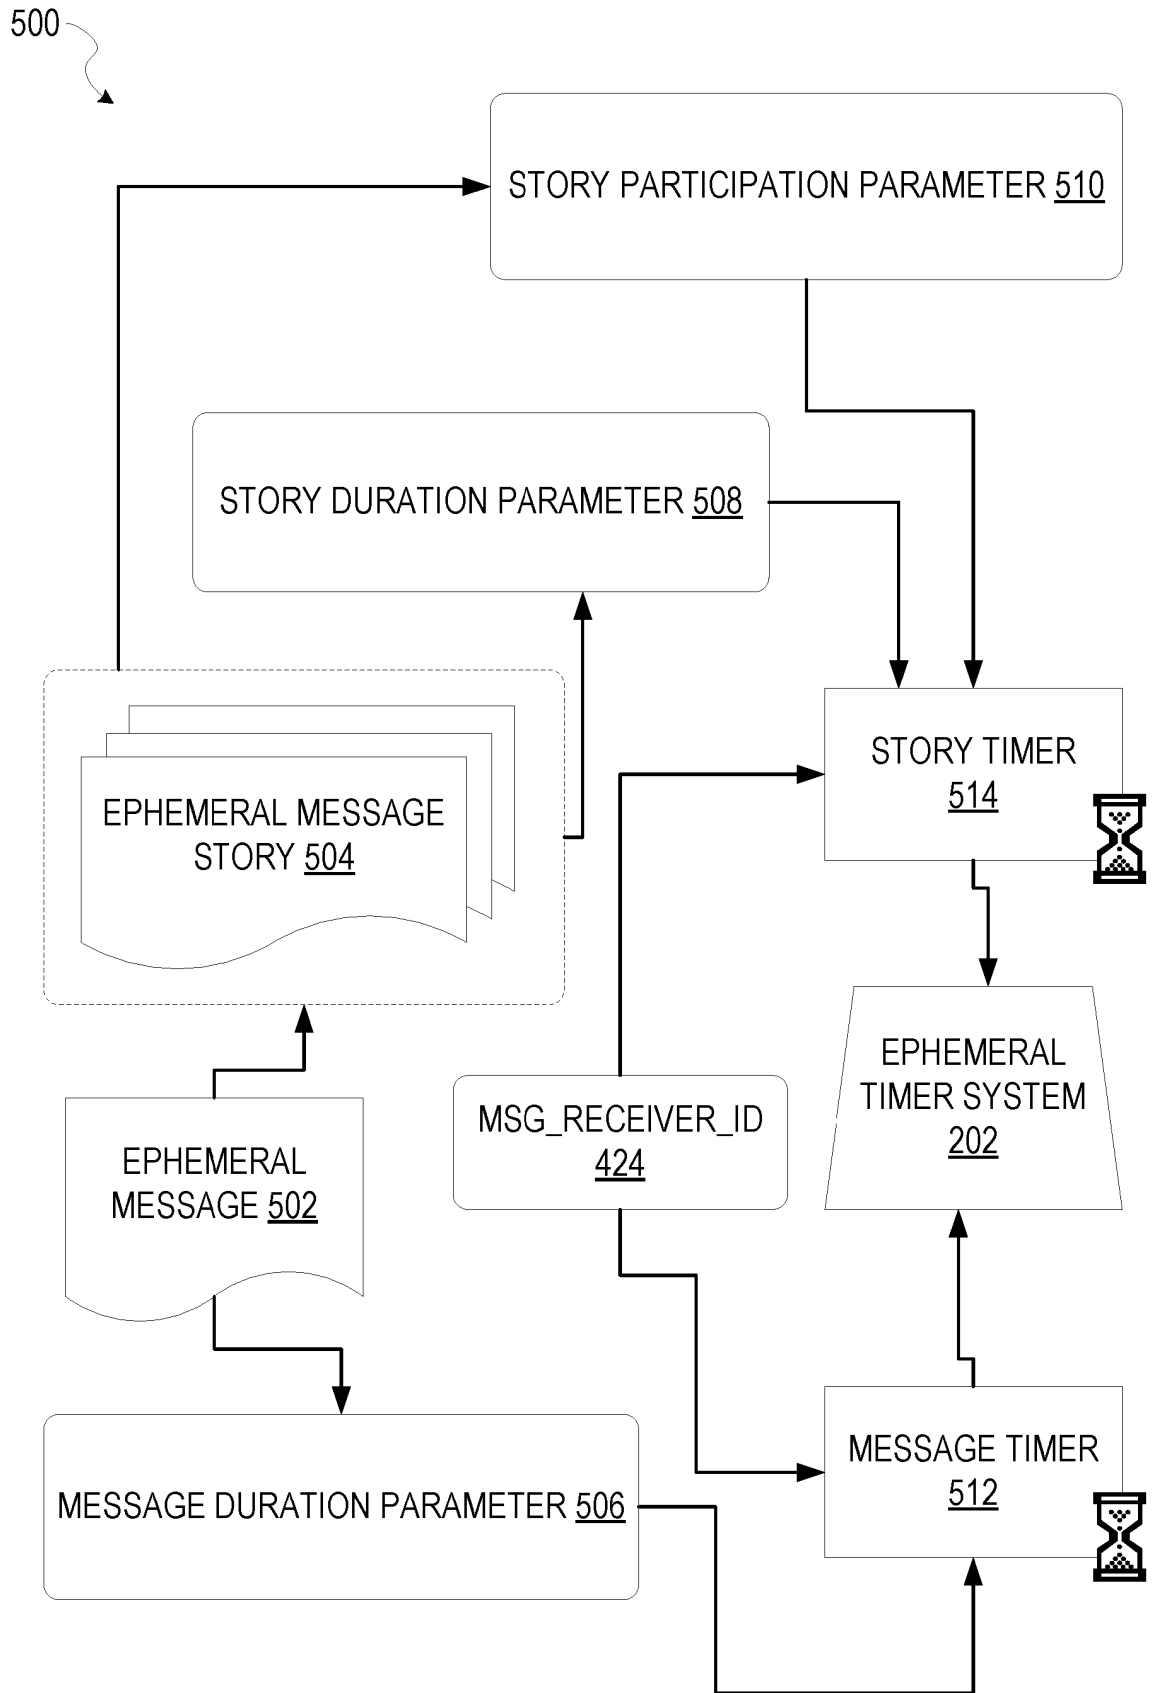 500
STORY PARTICIPATION PARAMETER 510
STORY DURATION PARAMETER 508
STORY TIMER
514
EPHEMERAL MESSAGE
STORY 504
EPHEMERAL
TIMER SYSTEM
202
MSG_RECEIVER_ID
424
EPHEMERAL
MESSAGE 502
MESSAGE TIMER
512
MESSAGE DURATION PARAMETER 506